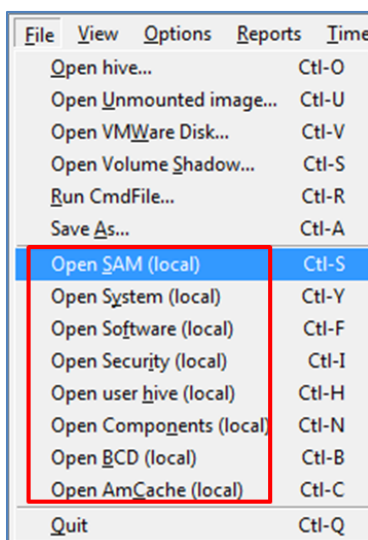 File View Options Reports Time
Open hive... Ctl-O
Open Unmounted image... Ctl-U
Open VMWare Disk... Ctl-V
Open Volume Shadow... Ctl-S
Run CmdFile... Ctl-R
Save As... Ctl-A
Open SAM (local) Ctl-S
Open System (local) Ctl-Y
Open Software (local) Ctl-F
Open Security (local) Ctl-I
Open user hive (local) Ctl-H
Open Components (local) Ctl-N
Open BCD (local) Ctl-B
Open AmCache (local) Ctl-C
Quit Ctl-Q